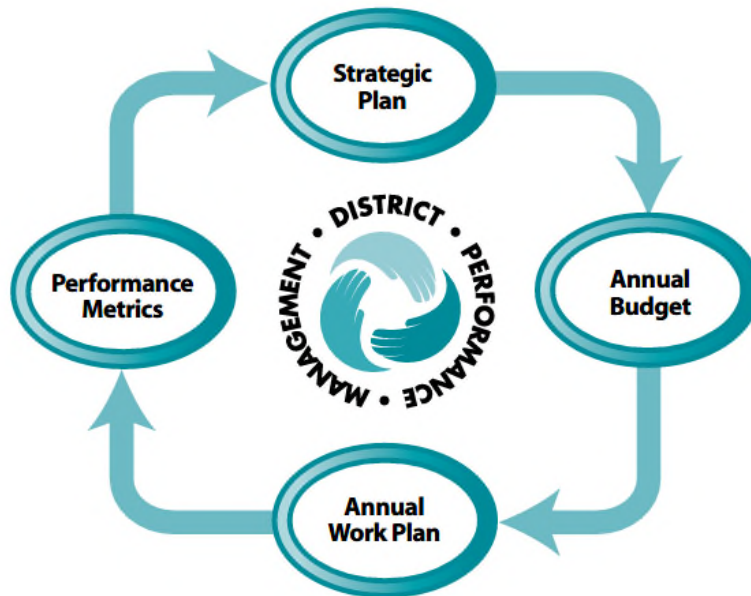 Strategic
Plan
• DISTRICT • PERFORMANCE • MANAGEMENT
Performance
Metrics
Annual
Budget
Annual
Work Plan